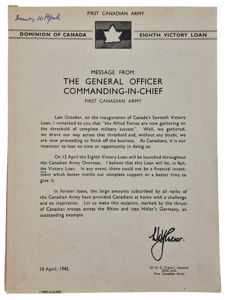 FIRST CANADIAN ARMY
DOMINION OF CANADA
EIGHTH VICTORY LOAN
MESSAGE FROM
THE GENERAL OFFICER
COMMANDING-IN-CHIEF
FIRST CANADIAN ARMY
Last October, on the inauguration of Canada's Seventh Victory
Loan, I remarked to you that "the Allied Forces are now gathering on
the threshold of complete military success". Well, we gathered,
we drove our way across that threshold and, without any doubt, we
are now proceeding to finish off the business. As Canadians, it is our
intention to lose no time or opportunity in doing so.
On 12 April the Eighth Victory Loan will be launched throughout
the Canadian Army Overseas. I believe that this Loan will be, in fact,
the Victory Loan. In any event, there could not be a financial invest-
ment which better merits our complete support or a better time to
give it.
In former loans, the large amounts subscribed by all ranks of
the Canadian Army have provided Canadians at home with a challenge
and an inspiration. Let us make this occasion, marked by the thrust
of Canadian troops across the Rhine and into Hitler's Germany, an
outstanding example.
10 April, 1945.
(H. D. G. Crerar) General
GOC-in-C
First Canadian Army